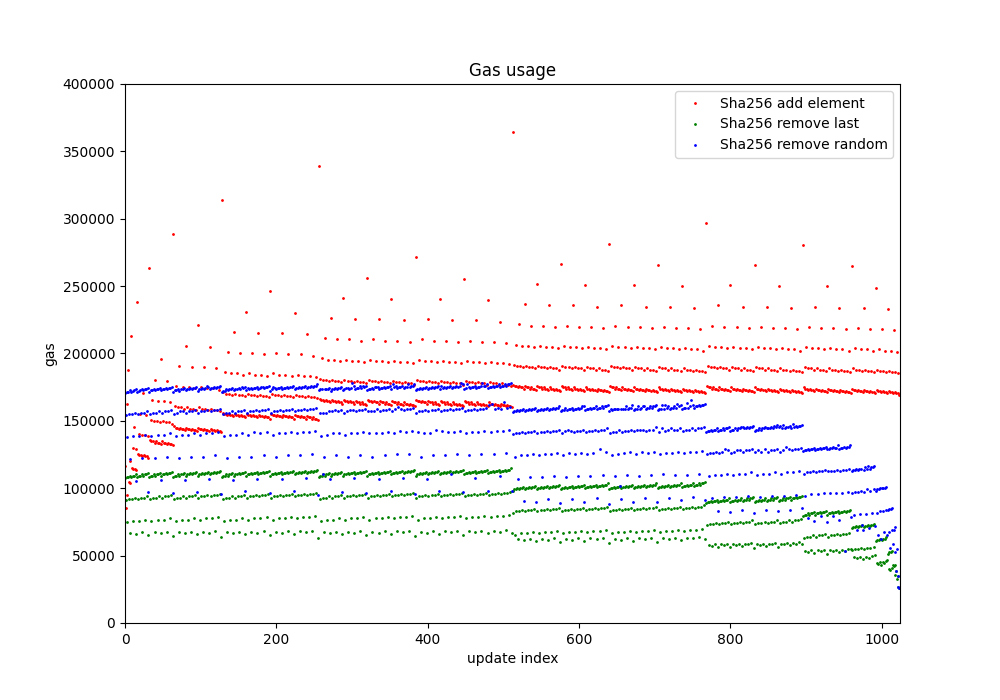 Gas usage
400000
350000
300000
250000
200000
150000
100000
50000
0
gas
Sha256 add element
Sha256 remove last
Sha256 remove random
0 200 400 600 800 1000
update index